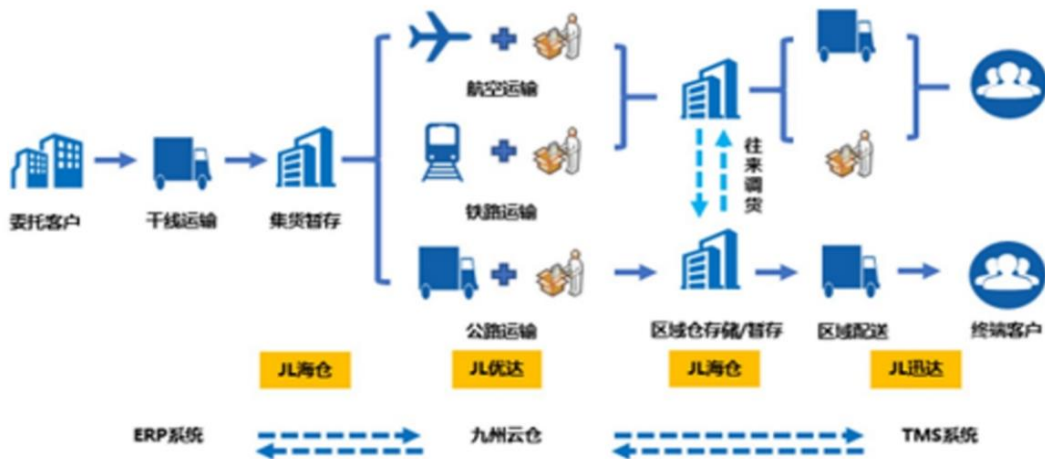 航空运输
往来调货
委托客户
干线运输
集货暂存
铁路运输
公路运输
区域仓存储/暂存
区域配送
终端客户
JL海仓
JL优达
JL海仓
JL迅达
ERP系统
九州云仓
TMS系统